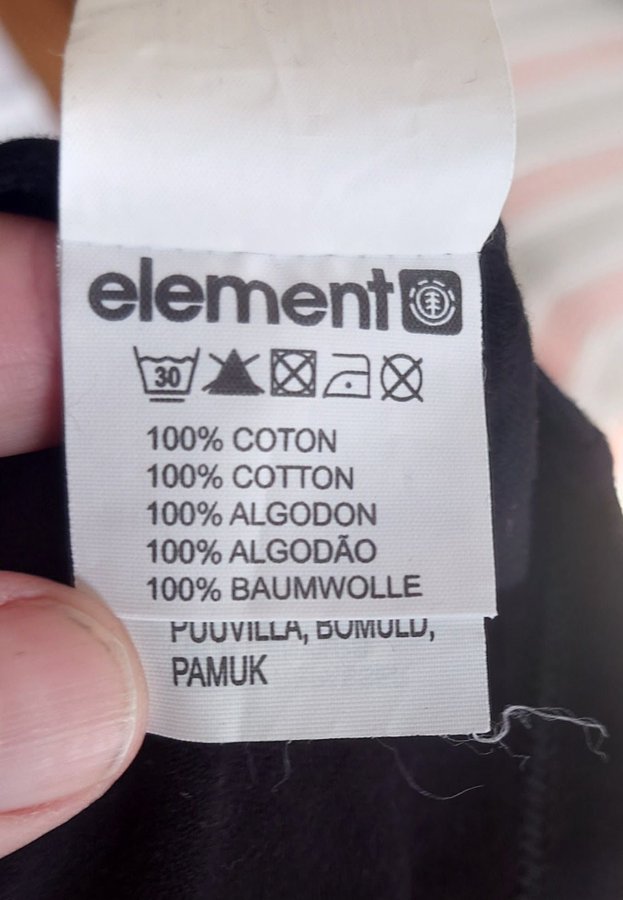 element
30
100% COTON
100% COTTON
100% ALGODON
100% ALGODÃO
100% BAUMWOLLE
PUUVILLA, BOMULD,
PAMUK